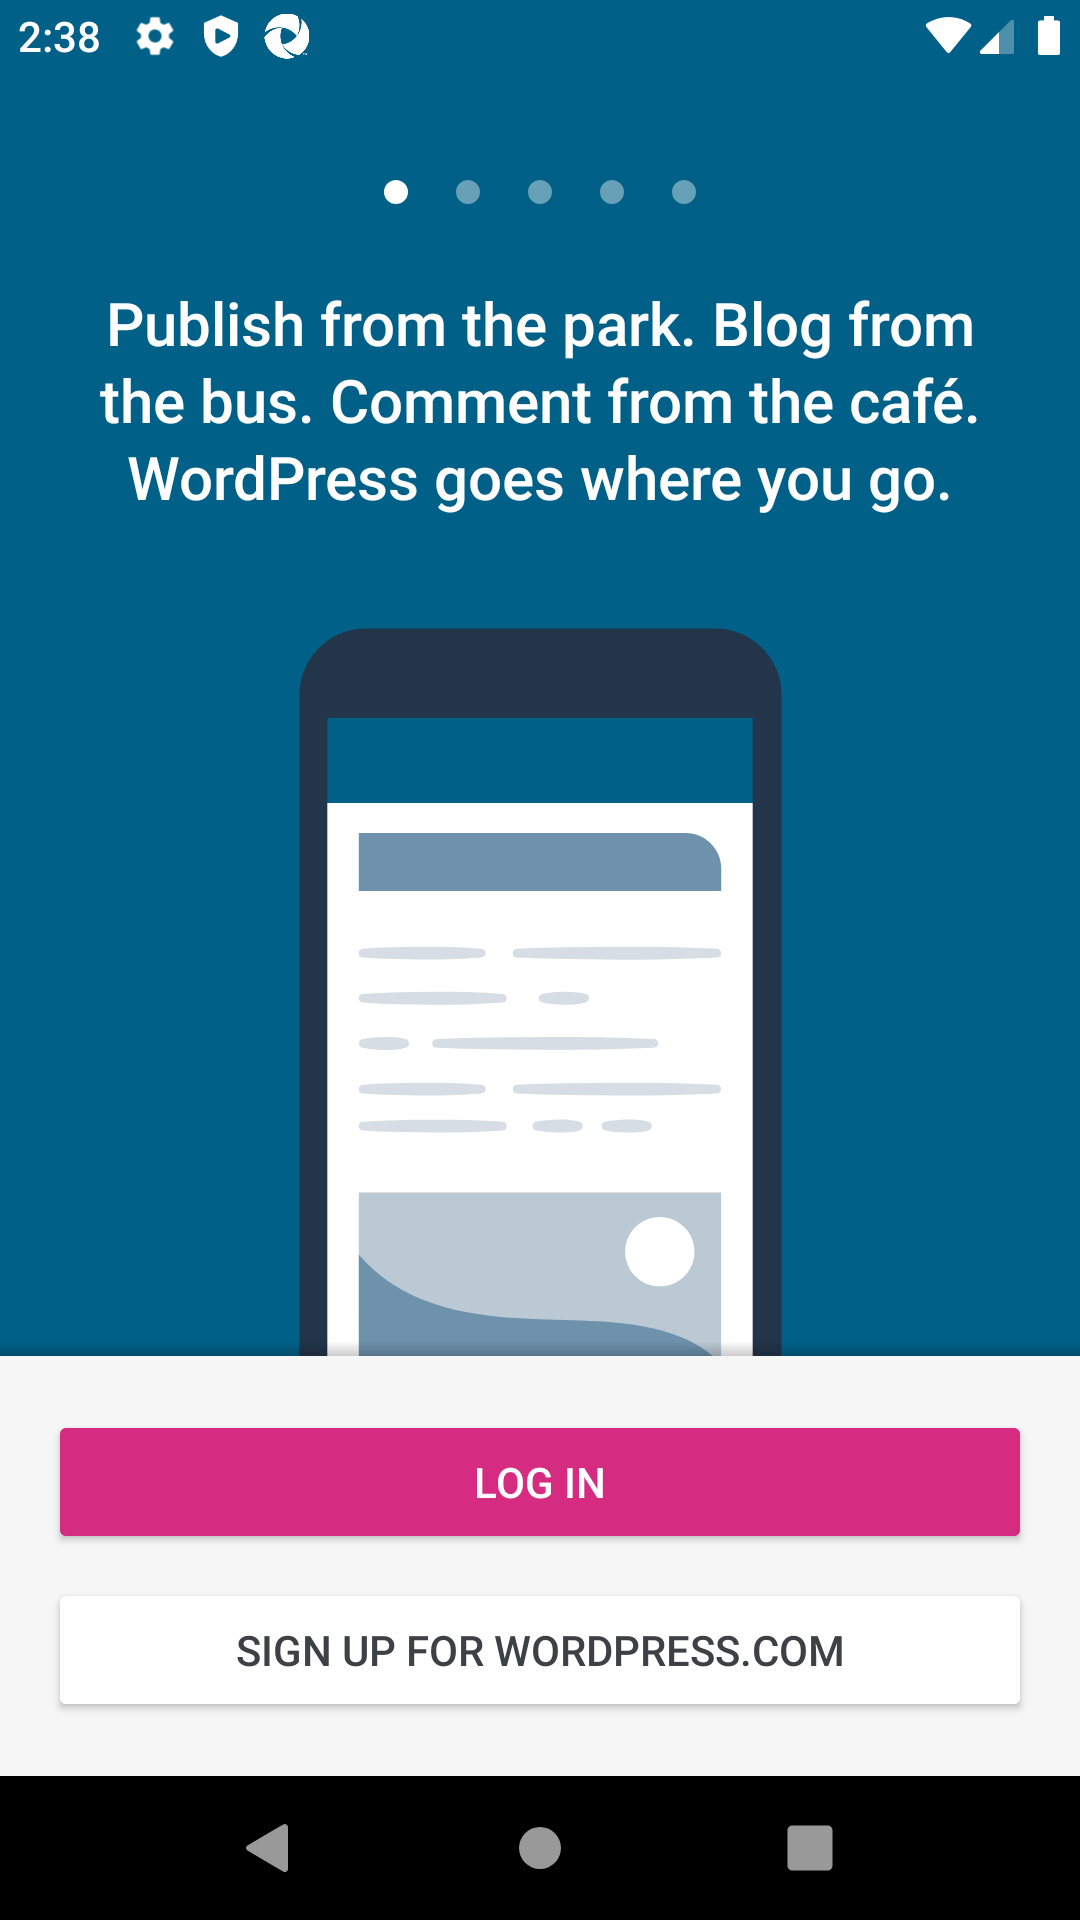 2:38
Publish from the park. Blog from
the bus. Comment from the café.
WordPress goes where you go.
LOG IN
SIGN UP FOR WORDPRESS.COM